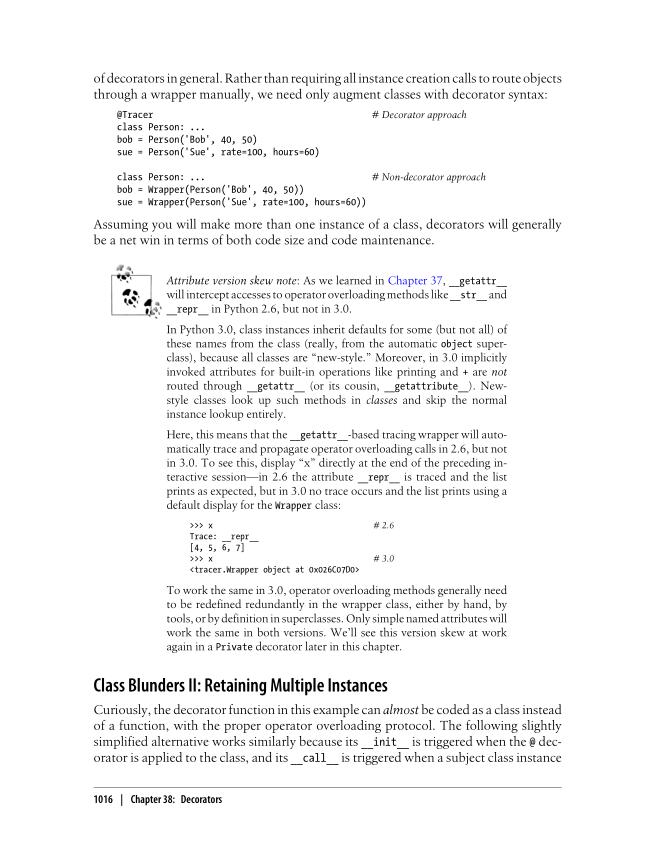 of decorators in general. Rather than requiring all instance creation calls to route objects
through a wrapper manually, we need only augment classes with decorator syntax:
@Tracer # Decorator approach
class Person: ...
bob = Person('Bob', 40, 50)
sue = Person('Sue', rate=100, hours=60)
class Person: ... # Non-decorator approach
bob = Wrapper(Person('Bob', 40, 50))
sue = Wrapper(Person('Sue', rate=100, hours=60))
Assuming you will make more than one instance of a class, decorators will generally
be a net win in terms of both code size and code maintenance.
Attribute version skew note: As we learned in Chapter 37, __getattr__
will intercept accesses to operator overloading methods like __str__ and
__repr__ in Python 2.6, but not in 3.0.
In Python 3.0, class instances inherit defaults for some (but not all) of
these names from the class (really, from the automatic object super-
class), because all classes are “new-style.” Moreover, in 3.0 implicitly
invoked attributes for built-in operations like printing and + are not
routed through __getattr__ (or its cousin, __getattribute__). New-
style classes look up such methods in classes and skip the normal
instance lookup entirely.
Here, this means that the __getattr__-based tracing wrapper will auto-
matically trace and propagate operator overloading calls in 2.6, but not
in 3.0. To see this, display “x” directly at the end of the preceding in-
teractive session—in 2.6 the attribute __repr__ is traced and the list
prints as expected, but in 3.0 no trace occurs and the list prints using a
default display for the Wrapper class:
>>> x # 2.6
Trace: __repr__
[4, 5, 6, 7]
>>> x # 3.0
<tracer.Wrapper object at 0x026C07D0>
To work the same in 3.0, operator overloading methods generally need
to be redefined redundantly in the wrapper class, either by hand, by
tools, or by definition in superclasses. Only simple named attributes will
work the same in both versions. We’ll see this version skew at work
again in a Private decorator later in this chapter.
Class Blunders II: Retaining Multiple Instances
Curiously, the decorator function in this example can almost be coded as a class instead
of a function, with the proper operator overloading protocol. The following slightly
simplified alternative works similarly because its __init__ is triggered when the @ dec-
orator is applied to the class, and its __call__ is triggered when a subject class instance
1016 | Chapter 38: Decorators